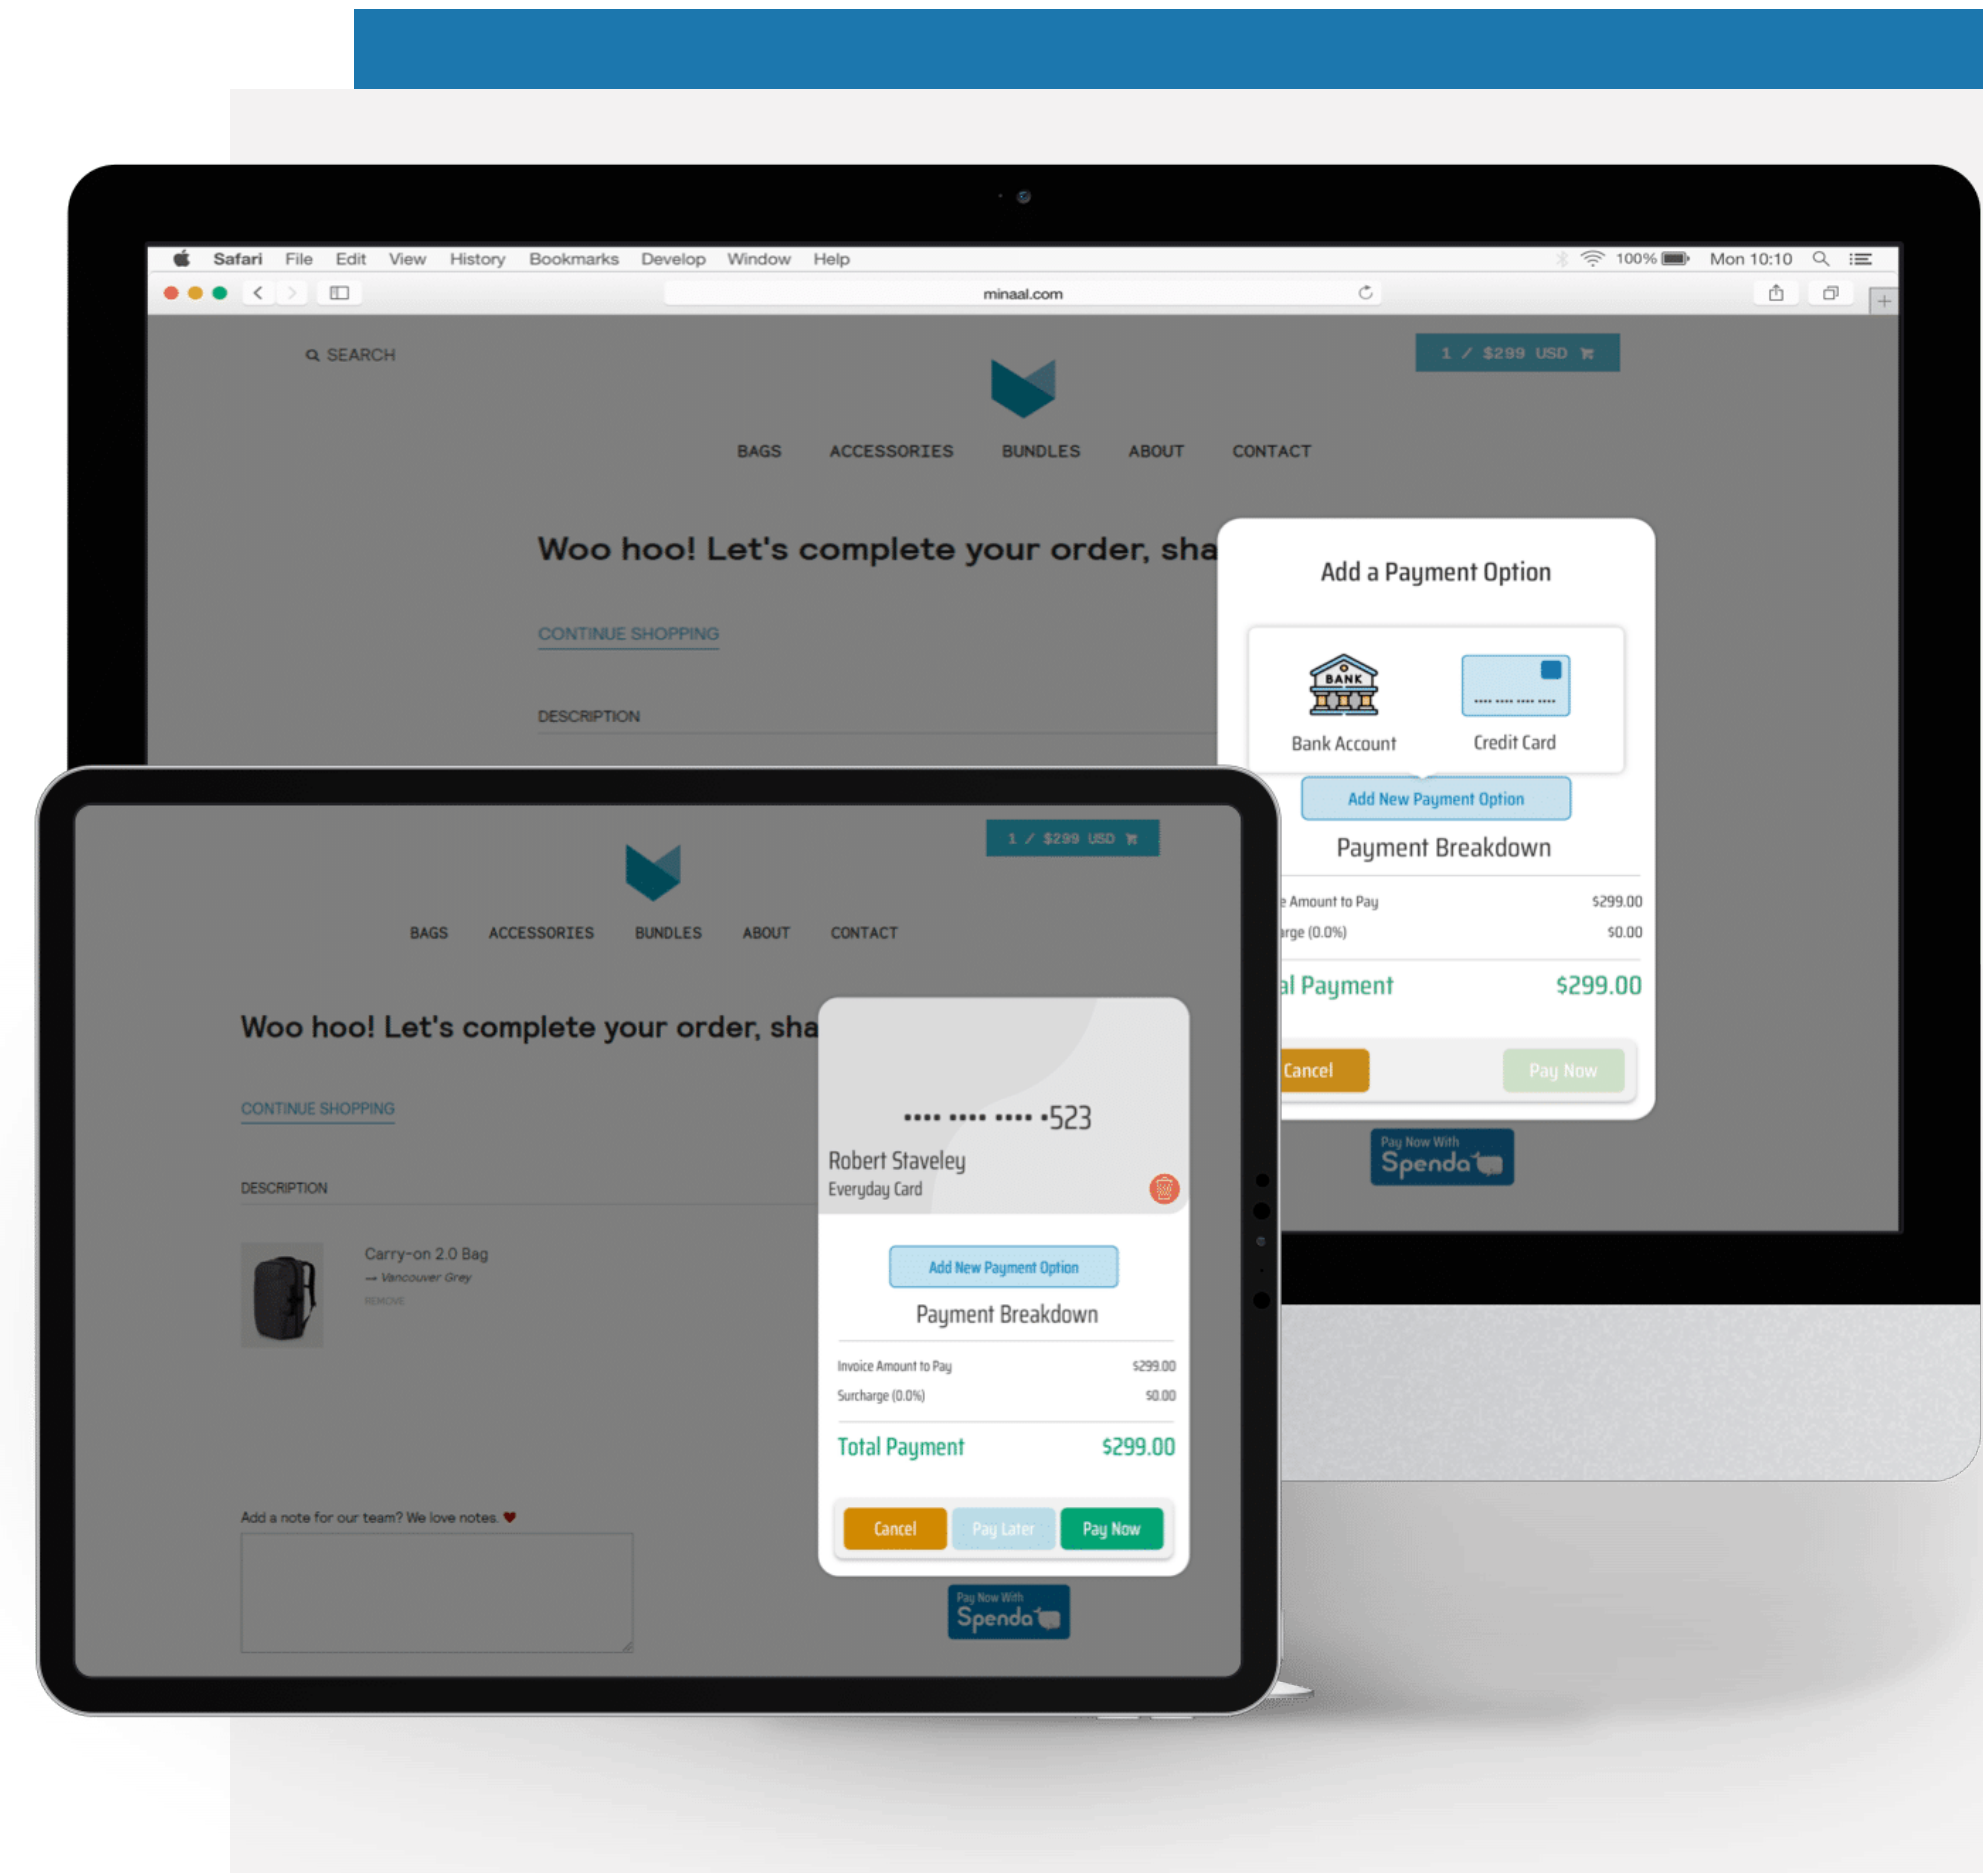 Safari File Edit View History Bookmarks Develop Window Help
100% Mon 10:10
minaal.com
SEARCH
1 / $299 USD
BAGS ACCESSORIES BUNDLES ABOUT CONTACT
Woo hoo! Let's complete your order, sha
CONTINUE SHOPPING
DESCRIPTION
Add a Payment Option
BANK
Bank Account Credit Card
Add New Payment Option
Payment Breakdown
e Amount to Pay $299.00
arge (0.0%) $0.00
al Payment $299.00
Cancel Pay Now
Pay Now With
Spenda
1 / $299 USD
BAGS ACCESSORIES BUNDLES ABOUT CONTACT
Woo hoo! Let's complete your order, sha
CONTINUE SHOPPING
DESCRIPTION
Carry-on 2.0 Bag
→ Vancouver Grey
REMOVE
Add a note for our team? We love notes. ♥
•••• •••• •••• •523
Robert Staveley
Everyday Card
Add New Payment Option
Payment Breakdown
Invoice Amount to Pay $299.00
Surcharge (0.0%) $0.00
Total Payment $299.00
Cancel Pay Later Pay Now
Pay Now With
Spenda